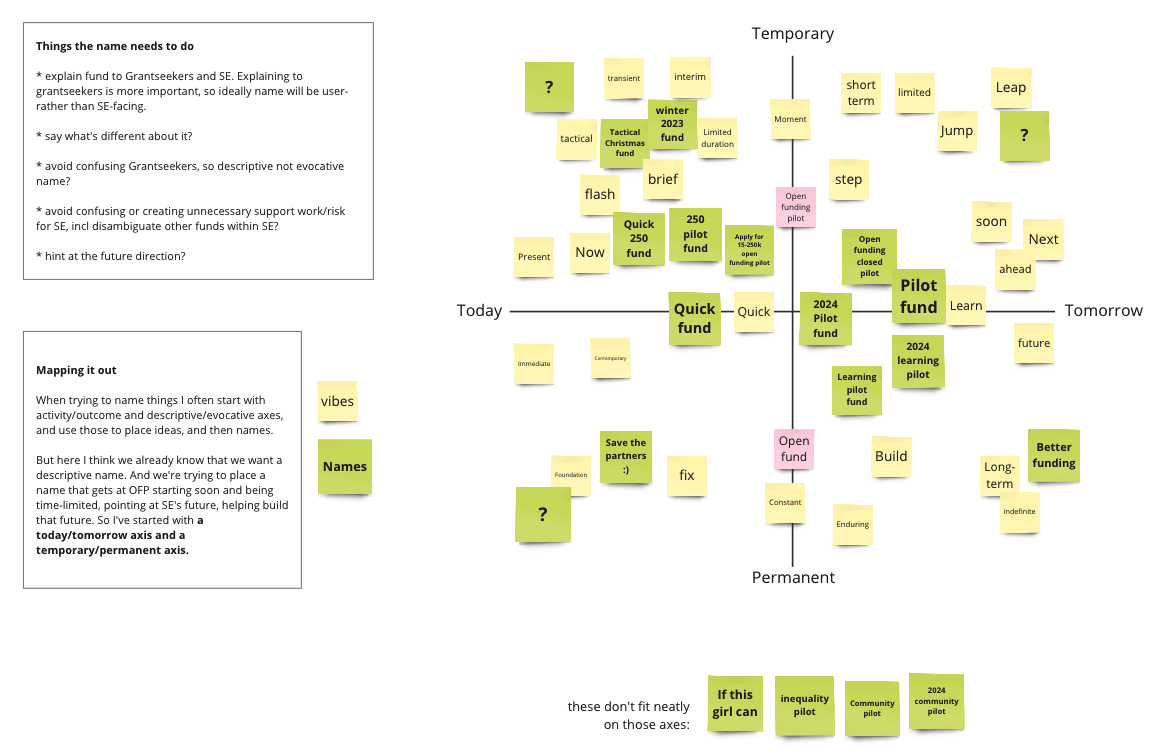 Things the name needs to do
* explain fund to Grantseekers and SE. Explaining to
grantseekers is more important, so ideally name will be user-
rather than SE-facing.
* say what's different about it?
* avoid confusing Grantseekers, so descriptive not evocative
name?
* avoid confusing or creating unnecessary support work/risk
for SE, incl disambiguate other funds within SE?
* hint at the future direction?
Mapping it out
When trying to name things I often start with
activity/outcome and descriptive/evocative axes,
and use those to place ideas, and then names.
But here I think we already know that we want a
descriptive name. And we're trying to place a
name that gets at OFP starting soon and being
time-limited, pointing at SE's future, helping build
that future. So I've started with a
today/tomorrow axis and a
temporary/permanent axis.
vibes
Names
Temporary
?
transient
interim
tactical
Tactical
Christmas
fund
winter
2023
fund
Limited
duration
Moment
short
term
limited
Leap
Jump
?
flash
brief
step
Open
funding
pilot
Present
Now
Quick
250
fund
250
pilot
fund
Apply for
15-250k
open
funding pilot
Open
funding
closed
pilot
soon
Next
ahead
Today
Quick
fund
Quick
2024
Pilot
fund
Pilot
fund
Learn
Tomorrow
Immediate
Contemporary
2024
learning
pilot
future
Learning
pilot
fund
Foundation
Save the
partners
:)
fix
?
Open
fund
Constant
Build
Enduring
Long-
term
indefinite
Better
funding
Permanent
these don't fit neatly
on those axes:
If this
girl can
inequality
pilot
Community
pilot
2024
community
pilot